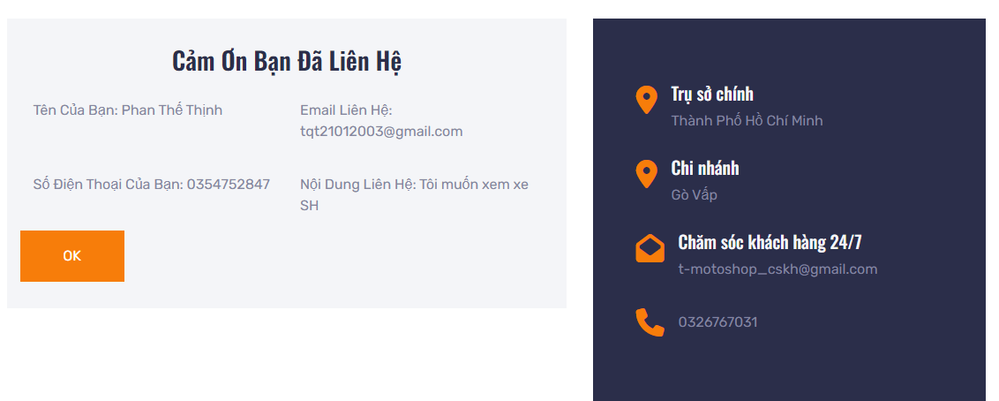 Cảm Ơn Bạn Đã Liên Hệ
Tên Của Bạn: Phan Thế Thịnh
Email Liên Hệ:
tqt21012003@gmail.com
Số Điện Thoại Của Bạn: 0354752847
Nội Dung Liên Hệ: Tôi muốn xem xe
SH
OK
Trụ sở chính
Thành Phố Hồ Chí Minh
Chi nhánh
Gò Vấp
Chăm sóc khách hàng 24/7
t-motoshop_cskh@gmail.com
0326767031